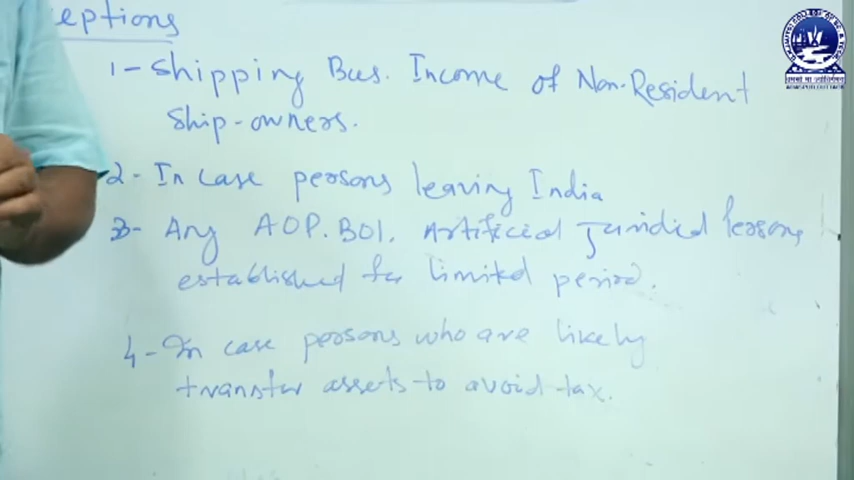 eptions
1- Shipping Bus. Income of Non-Resident
Ship-owners.
2- In case persons leaving India
3- Any AOP. BOI. Artificial Juridical Persons
established for limited period.
4- In case persons who are likely
transfer assets to avoid tax.